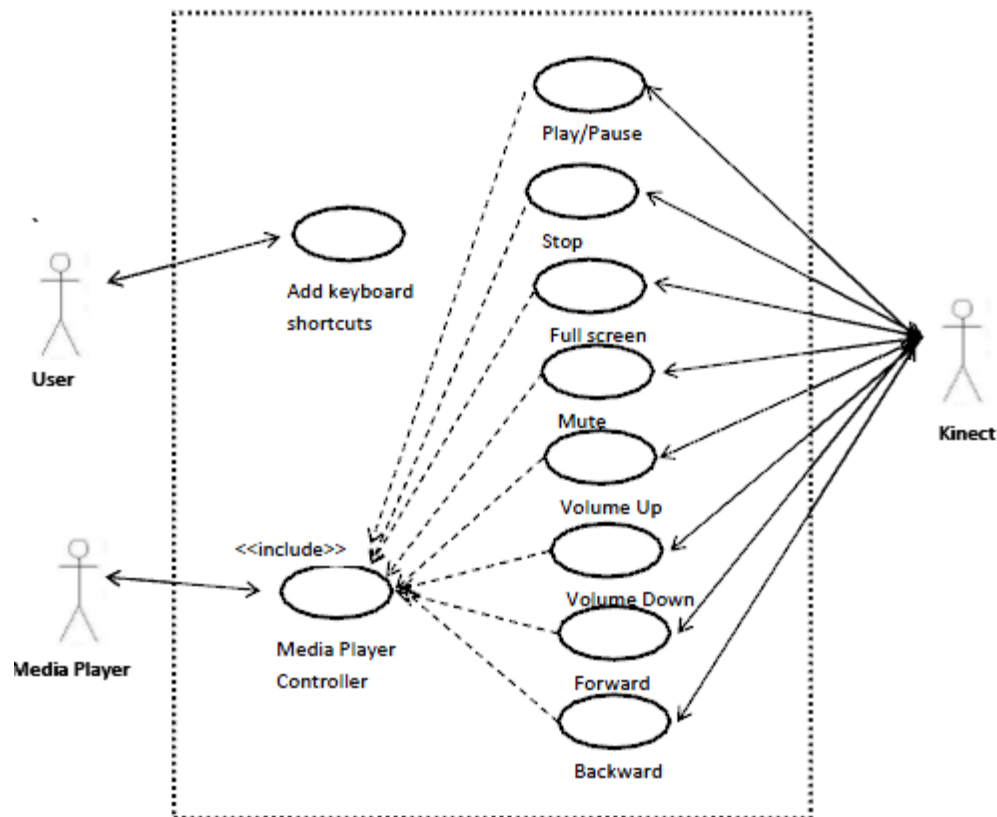 Play/Pause
Stop
Add keyboard
shortcuts
Full screen
User
Mute
Kinect
Volume Up
<<include>>
Volume Down
Media Player
Media Player
Controller
Forward
Backward